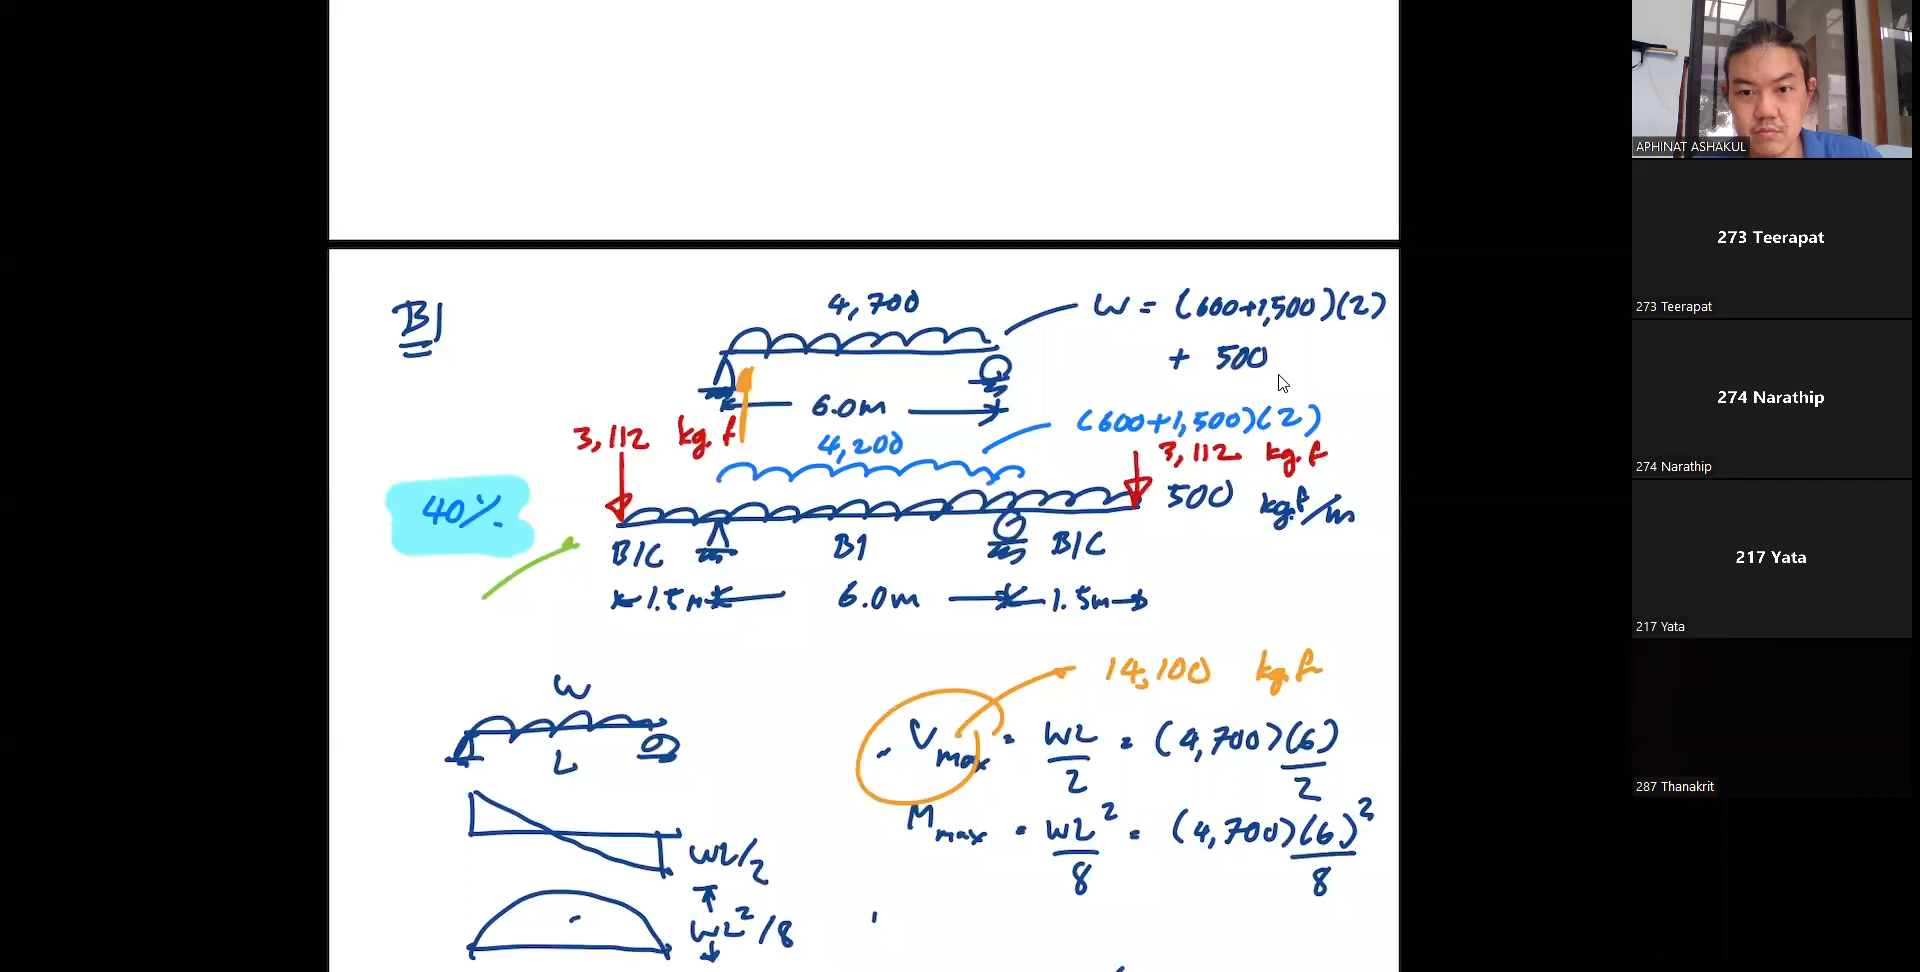 B1
4,700
W = (600+1,500)(2)
+ 500
6.0m
(600+1,500)(2)
3,112 kg.f
4,200
3,112 kg.f
500 kg.f/m
40%
B1C
B1
B1C
1.5m
6.0m
1.5m
14,100 kg.f
W
L
Vmax = WL/2 = (4,700)(6)/2
Mmax = WL²/8 = (4,700)(6)²/8
WL/2
WL²/8
APHINAT ASHAKUL
273 Teerapat
273 Teerapat
274 Narathip
274 Narathip
217 Yata
217 Yata
287 Thanakrit